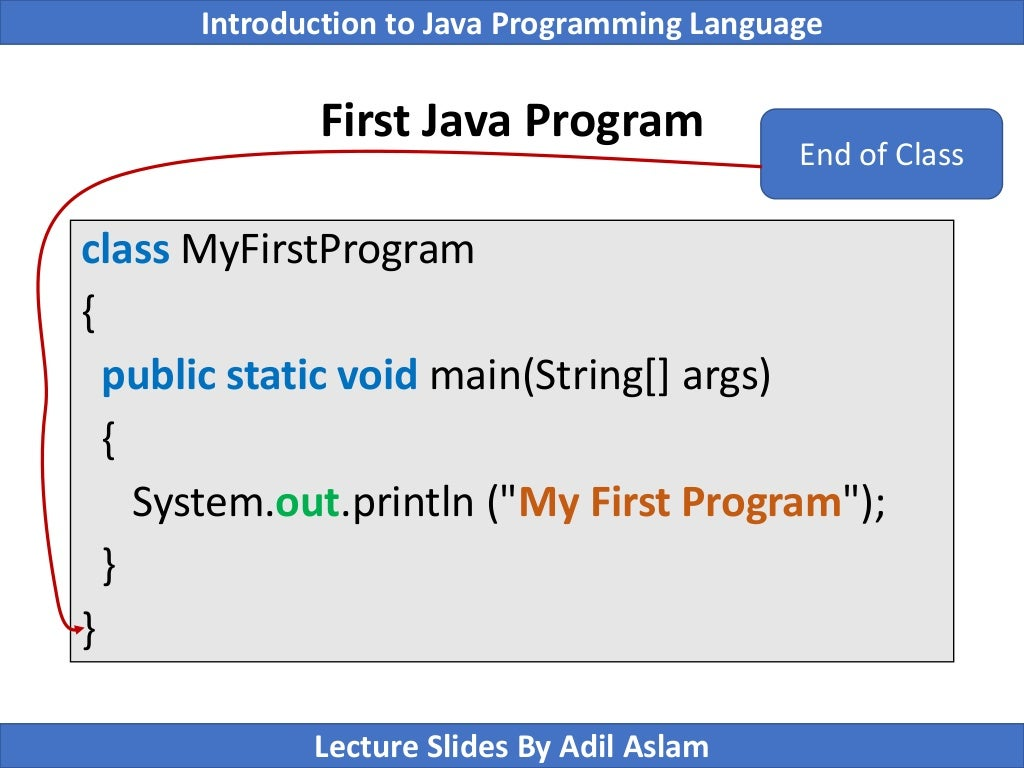 Introduction to Java Programming Language
First Java Program
End of Class
class MyFirstProgram
{
public static void main(String[] args)
{
System.out.println ("My First Program");
}
}
Lecture Slides By Adil Aslam